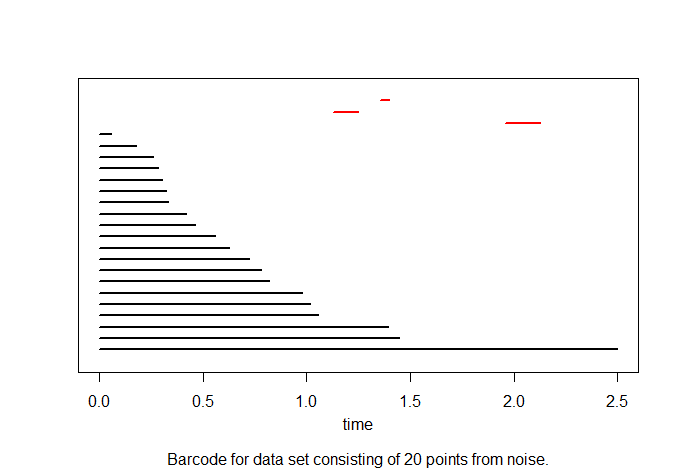 0.0 0.5 1.0 1.5 2.0 2.5
time
Barcode for data set consisting of 20 points from noise.